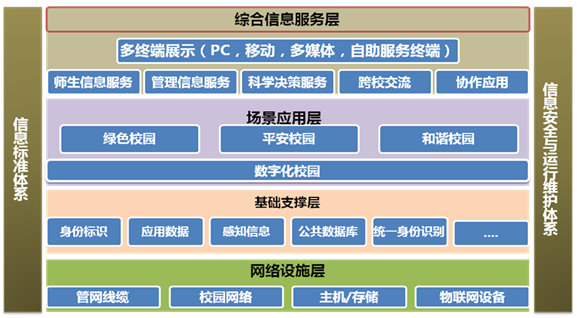 综合信息服务层
多终端展示（PC，移动，多媒体，自助服务终端）
师生信息服务
管理信息服务
科学决策服务
跨校交流
协作应用
信息标准体系
信息安全与运行维护体系
场景应用层
绿色校园
平安校园
和谐校园
数字化校园
基础支撑层
身份标识
应用数据
感知信息
公共数据库
统一身份识别
....
网络设施层
管网线缆
校园网络
主机/存储
物联网设备